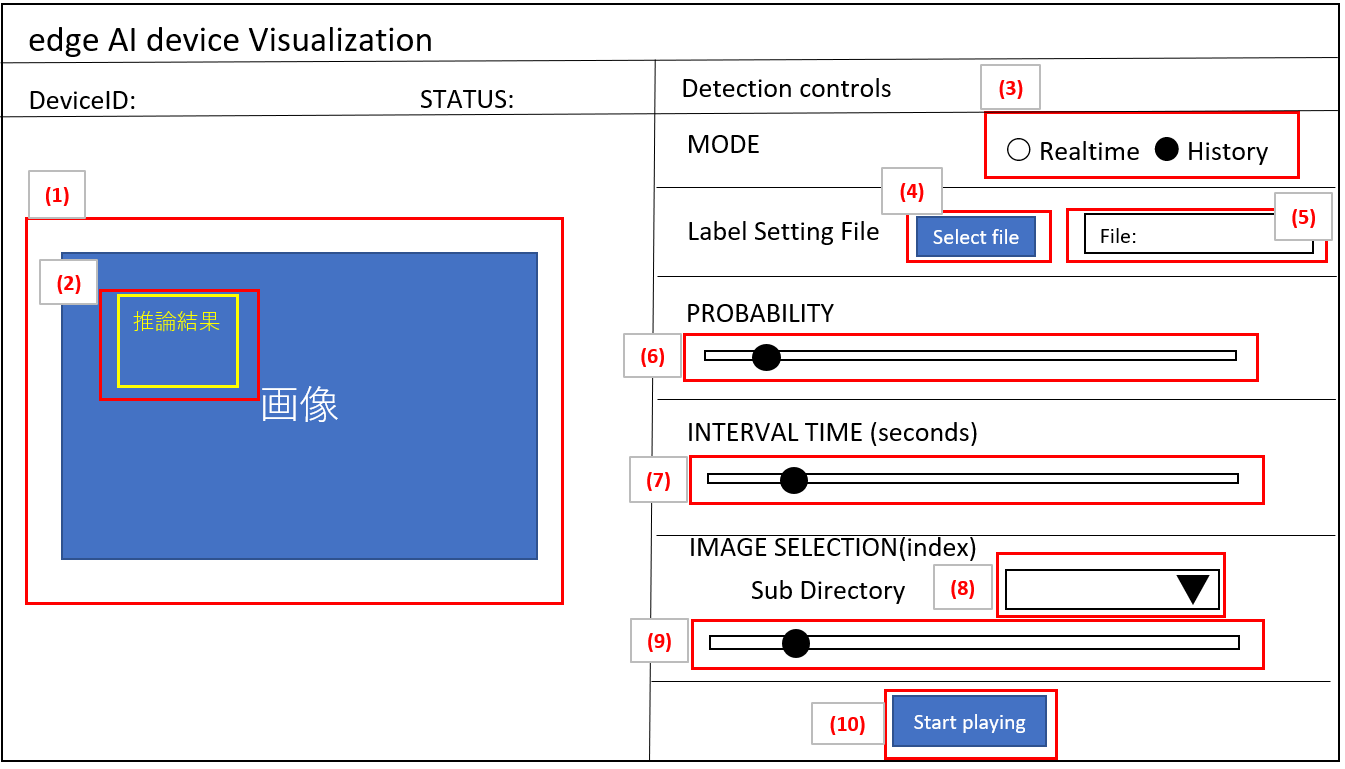 edge AI device Visualization
DeviceID:
STATUS:
(1)
(2)
推論結果
画像
Detection controls
(3)
MODE
Realtime
History
(4)
Label Setting File
Select file
File:
(5)
PROBABILITY
(6)
INTERVAL TIME (seconds)
(7)
IMAGE SELECTION(index)
Sub Directory
(8)
(9)
(10)
Start playing